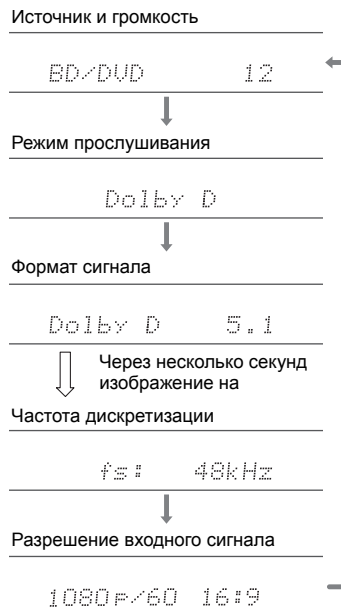 Источник и громкость
BD/DVD 12
Режим прослушивания
Dolby D
Формат сигнала
Dolby D 5.1
Через несколько секунд
изображение на
Частота дискретизации
fs: 48kHz
Разрешение входного сигнала
1080p/60 16:9